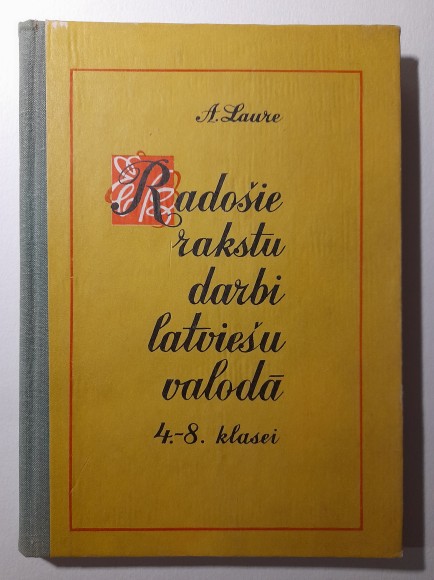 A. Laure
Radošie
rakstu
darbi
latviešu
valodā
4.-8. klasei